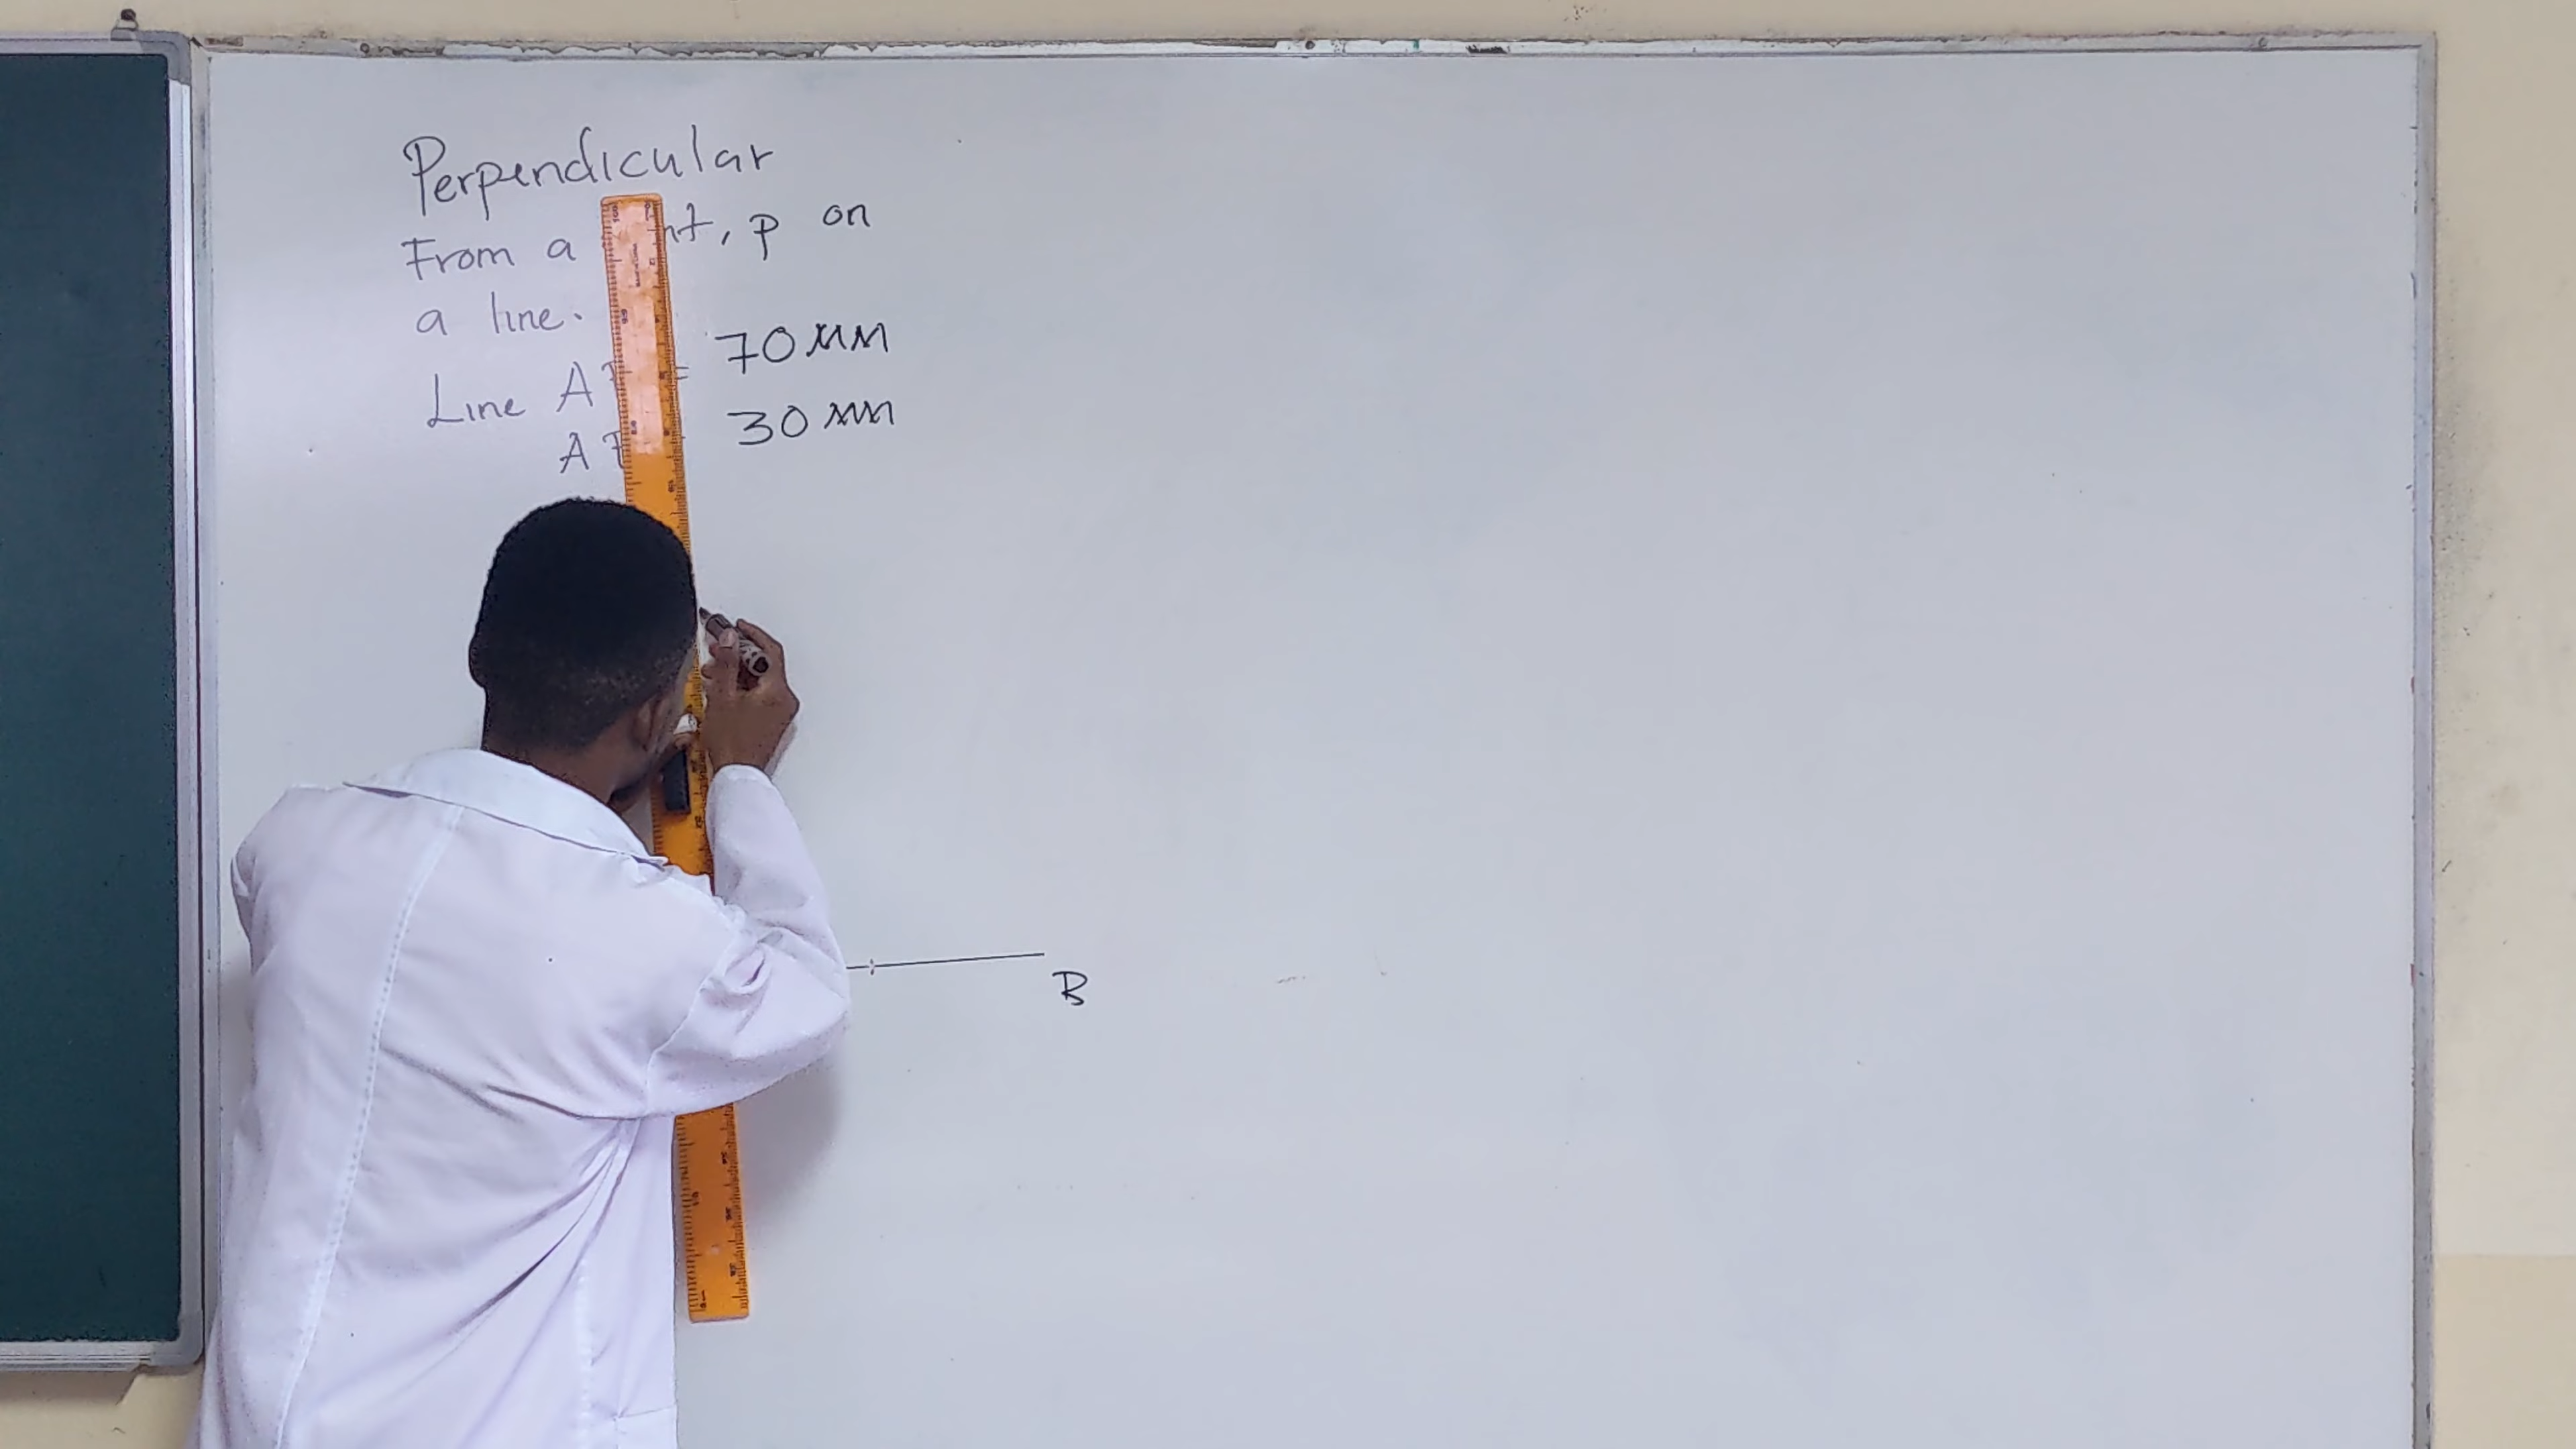 Perpendicular
From a , P on
a line.
Line A = 70 mm
A 30 mm
B